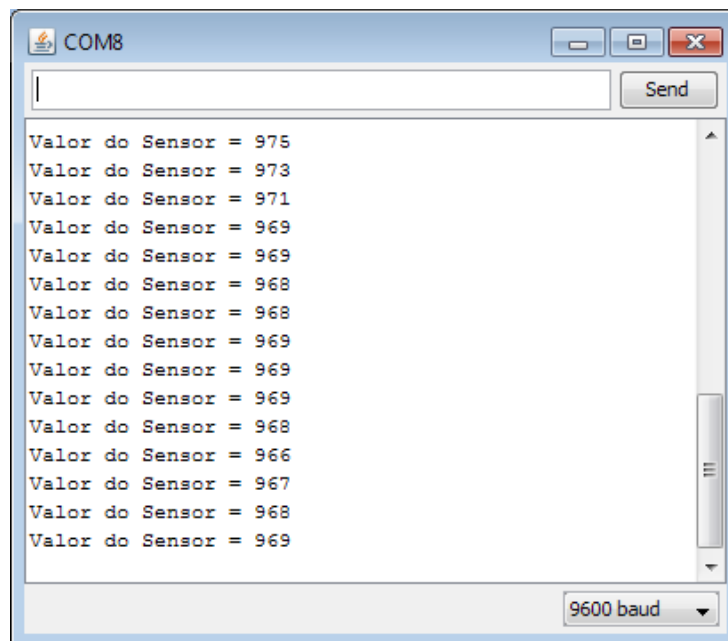 COM8
Send
Valor do Sensor = 975
Valor do Sensor = 973
Valor do Sensor = 971
Valor do Sensor = 969
Valor do Sensor = 969
Valor do Sensor = 968
Valor do Sensor = 968
Valor do Sensor = 969
Valor do Sensor = 969
Valor do Sensor = 969
Valor do Sensor = 968
Valor do Sensor = 966
Valor do Sensor = 967
Valor do Sensor = 968
Valor do Sensor = 969
9600 baud